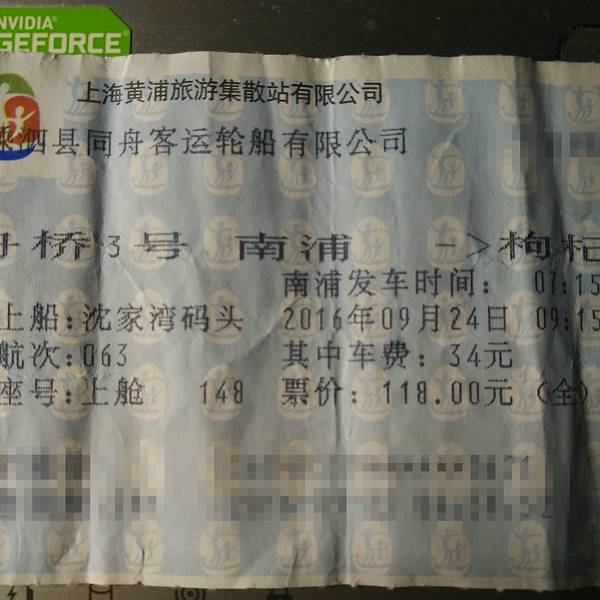 NVIDIA
GEFORCE
上海黄浦旅游集散站有限公司
嵊泗县同舟客运轮船有限公司
舟桥3号 南浦 -> 枸杞
南浦发车时间: 07:15
上船:沈家湾码头 2016年09月24日 09:15
航次:063 其中车费:34元
座号:上舱 148 票价:118.00元(全)